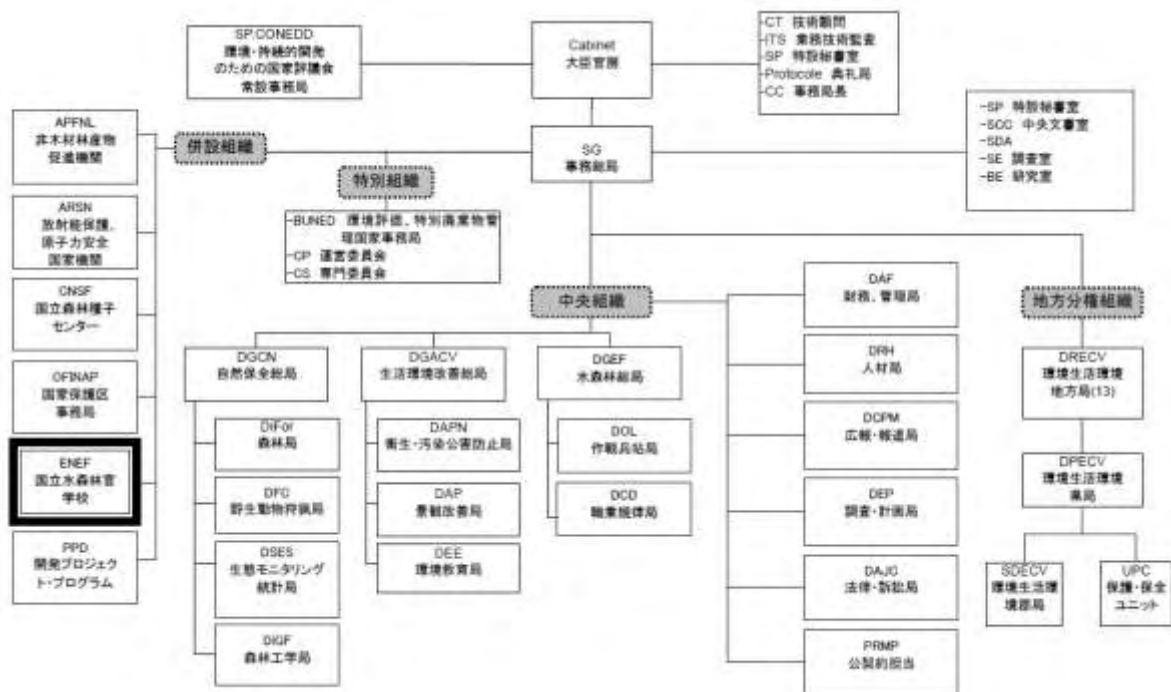 SP.CONEDD
環境・持続的開発
のための国家評議会
常設事務局
Cabinet
大臣官房
-CT 技術顧問
-ITS 業務技術監査
-SP 特設秘書室
-Protocole 典礼局
-CC 事務局長
-SP 特設秘書室
-SCC 中央文書室
-SDA
-SE 調査室
-BE 研究室
SG
事務総局
併設組織
特別組織
-BUNED 環境評価、特別廃棄物管
理国家事務局
-CP 運営委員会
-CS 専門委員会
APFNL
非木材林産物
促進機関
ARSN
放射能保護、
原子力安全
国家機関
CNSF
国立森林種子
センター
OFINAP
国家保護区
事務局
ENEF
国立水森林官
学校
PPD
開発プロジェク
ト・プログラム
中央組織
DGCN
自然保全総局
DiFor
森林局
DFC
野生動物狩猟局
DSES
生態モニタリング
統計局
DIGF
森林工学局
DGACV
生活環境改善総局
DAPN
衛生・汚染公害防止局
DAP
景観改善局
DEE
環境教育局
DGEF
水森林総局
DOL
作戦兵站局
DCD
職業規律局
DAF
財務、管理局
DRH
人材局
DCPM
広報・報道局
DEP
調査・計画局
DAJC
法律・訴訟局
PRMP
公契約担当
地方分権組織
DRECV
環境生活環境
地方局(13)
DPECV
環境生活環境
県局
SDECV
環境生活環
境郡局
UPC
保護・保全
ユニット